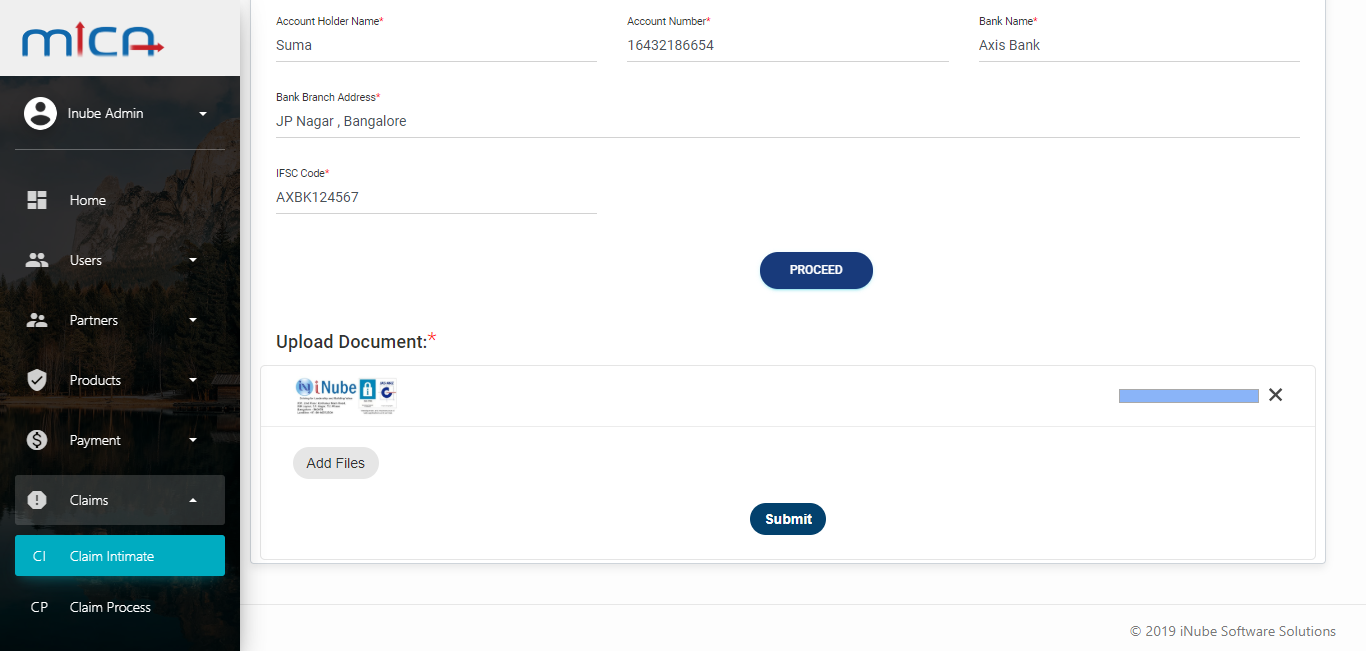 MICA
Inube Admin
Home
Users
Partners
Products
Payment
Claims
CI Claim Intimate
CP Claim Process
Account Holder Name* Account Number* Bank Name*
Suma 16432186654 Axis Bank
Bank Branch Address*
JP Nagar , Bangalore
IFSC Code*
AXBK124567
PROCEED
Upload Document:*
iNube
Add Files
Submit
© 2019 iNube Software Solutions